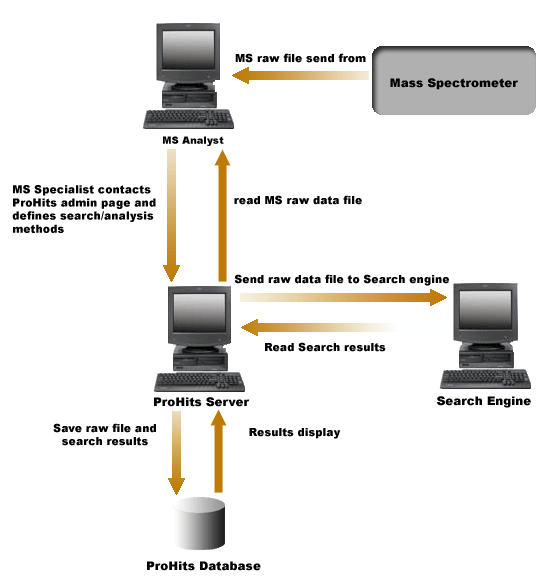 MS raw file send from
Mass Spectrometer
MS Analyst
MS Specialist contacts
ProHits admin page and
defines search/analysis
methods
read MS raw data file
Send raw data file to Search engine
Read Search results
ProHits Server
Search Engine
Save raw file and
search results
Results display
ProHits Database